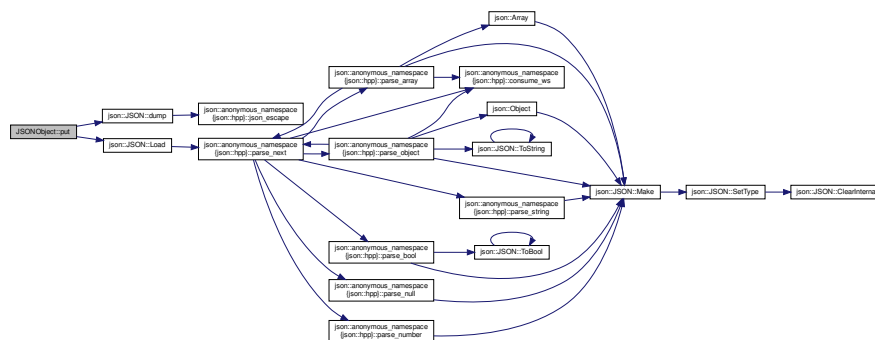 json::Array
json::anonymous_namespace
{json.hpp}::parse_array
json::anonymous_namespace
{json.hpp}::consume_ws
json::Object
JSONObject::put
json::JSON::dump
json::anonymous_namespace
{json.hpp}::json_escape
json::JSON::Load
json::anonymous_namespace
{json.hpp}::parse_next
json::anonymous_namespace
{json.hpp}::parse_object
json::JSON::ToString
json::JSON::Make
json::JSON::SetType
json::JSON::ClearInternal
json::anonymous_namespace
{json.hpp}::parse_string
json::anonymous_namespace
{json.hpp}::parse_bool
json::JSON::ToBool
json::anonymous_namespace
{json.hpp}::parse_null
json::anonymous_namespace
{json.hpp}::parse_number